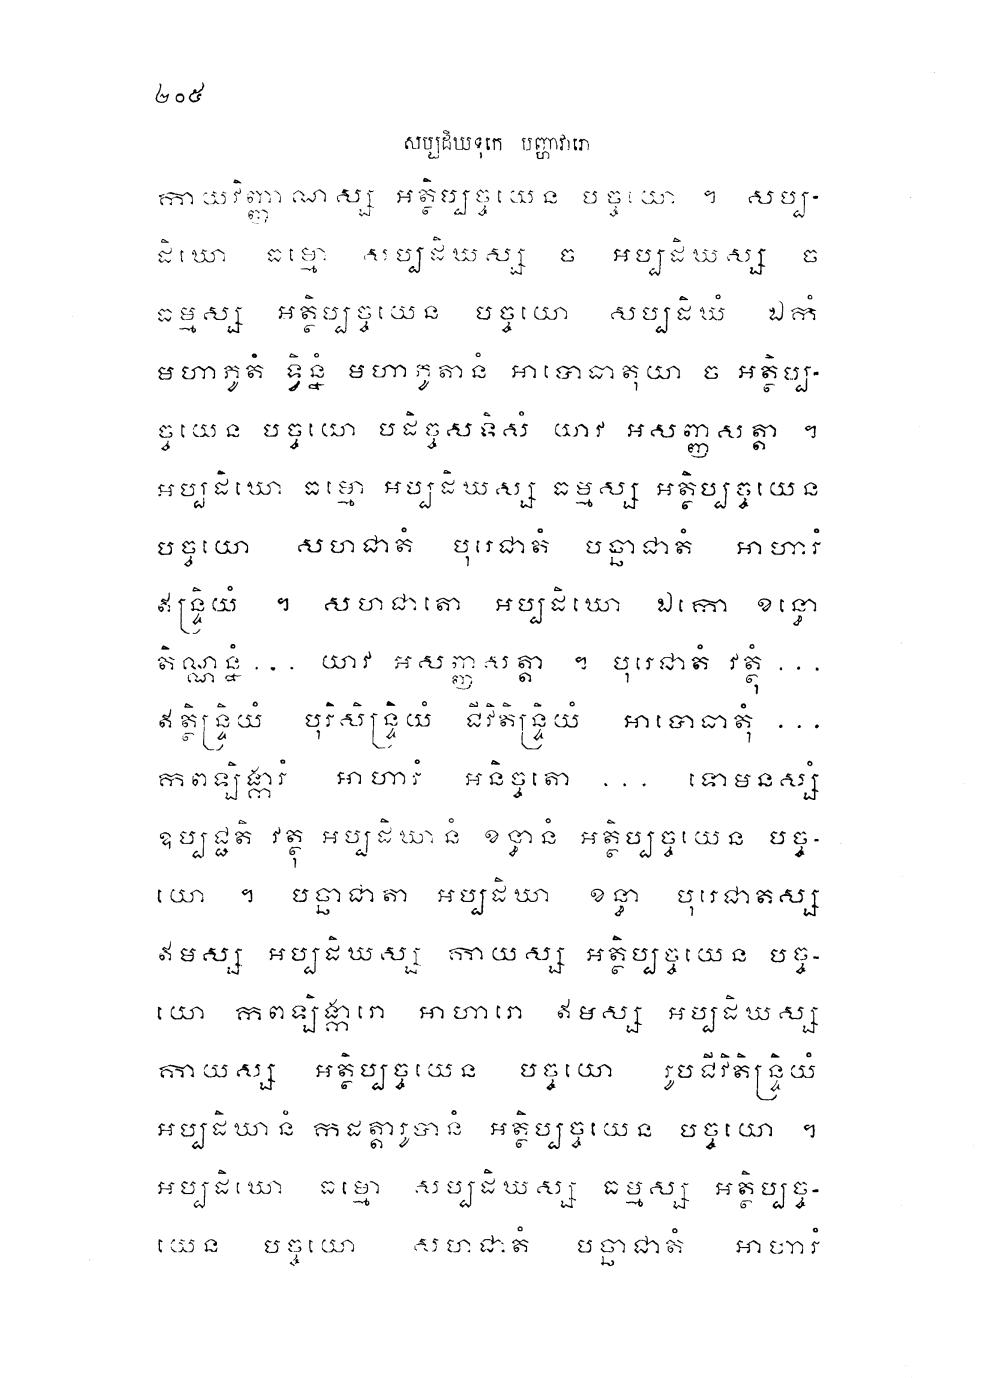 ២០៥
សប្បដិឃទុកេ បញ្ហាវារោ
កាយវិញ្ញាណស្ស អត្ថិប្បច្ចយេន បច្ចយោ ។ សប្ប-
ដិឃោ ធម្មោ សប្បដិឃស្ស ច អប្បដិឃស្ស ច
ធម្មស្ស អត្ថិប្បច្ចយេន បច្ចយោ សប្បដិឃំ ឯកំ
មហាភូតំ ទ្វិន្នំ មហាភូតានំ អាបោធាតុយា ច អត្ថិប្ប-
ច្ចយេន បច្ចយោ បដិច្ចសទិសំ យាវ អសញ្ញសត្តា ។
អប្បដិឃោ ធម្មោ អប្បដិឃស្ស ធម្មស្ស អត្ថិប្បច្ចយេន
បច្ចយោ សហជាតំ បុរេជាតំ បច្ឆាជាតំ អាហារំ
ឥន្ទ្រិយំ ។ សហជាតោ អប្បដិឃោ ឯកោ ខន្ធោ
តិណ្ណន្នំ ... យាវ អសញ្ញសត្តា ។ បុរេជាតំ វត្ថុំ ...
ឥត្ថិន្ទ្រិយំ បុរិសិន្ទ្រិយំ ជីវិតិន្ទ្រិយំ អាបោធាតុំ ...
កពឡិង្ការំ អាហារំ អនិច្ចតោ ... ទោមនស្សំ
ឧប្បជ្ជតិ វត្ថុ អប្បដិឃានំ ខន្ធានំ អត្ថិប្បច្ចយេន បច្ច-
យោ ។ បច្ឆាជាតា អប្បដិឃា ខន្ធា បុរេជាតស្ស
ឥមស្ស អប្បដិឃស្ស កាយស្ស អត្ថិប្បច្ចយេន បច្ច-
យោ កពឡិង្ការោ អាហារោ ឥមស្ស អប្បដិឃស្ស
កាយស្ស អត្ថិប្បច្ចយេន បច្ចយោ រូបជីវិតិន្ទ្រិយំ
អប្បដិឃានំ កដត្តារូបានំ អត្ថិប្បច្ចយេន បច្ចយោ ។
អប្បដិឃោ ធម្មោ សប្បដិឃស្ស ធម្មស្ស អត្ថិប្បច្ច-
យេន បច្ចយោ សហជាតំ បច្ឆាជាតំ អាហារំ